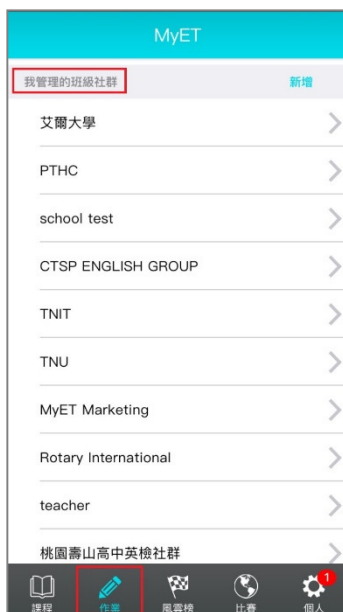 MyET
我管理的班級社群 新增
艾爾大學
PTHC
school test
CTSP ENGLISH GROUP
TNIT
TNU
MyET Marketing
Rotary International
teacher
桃園壽山高中英檢社群
1
課程 作業 風雲榜 比賽 個人